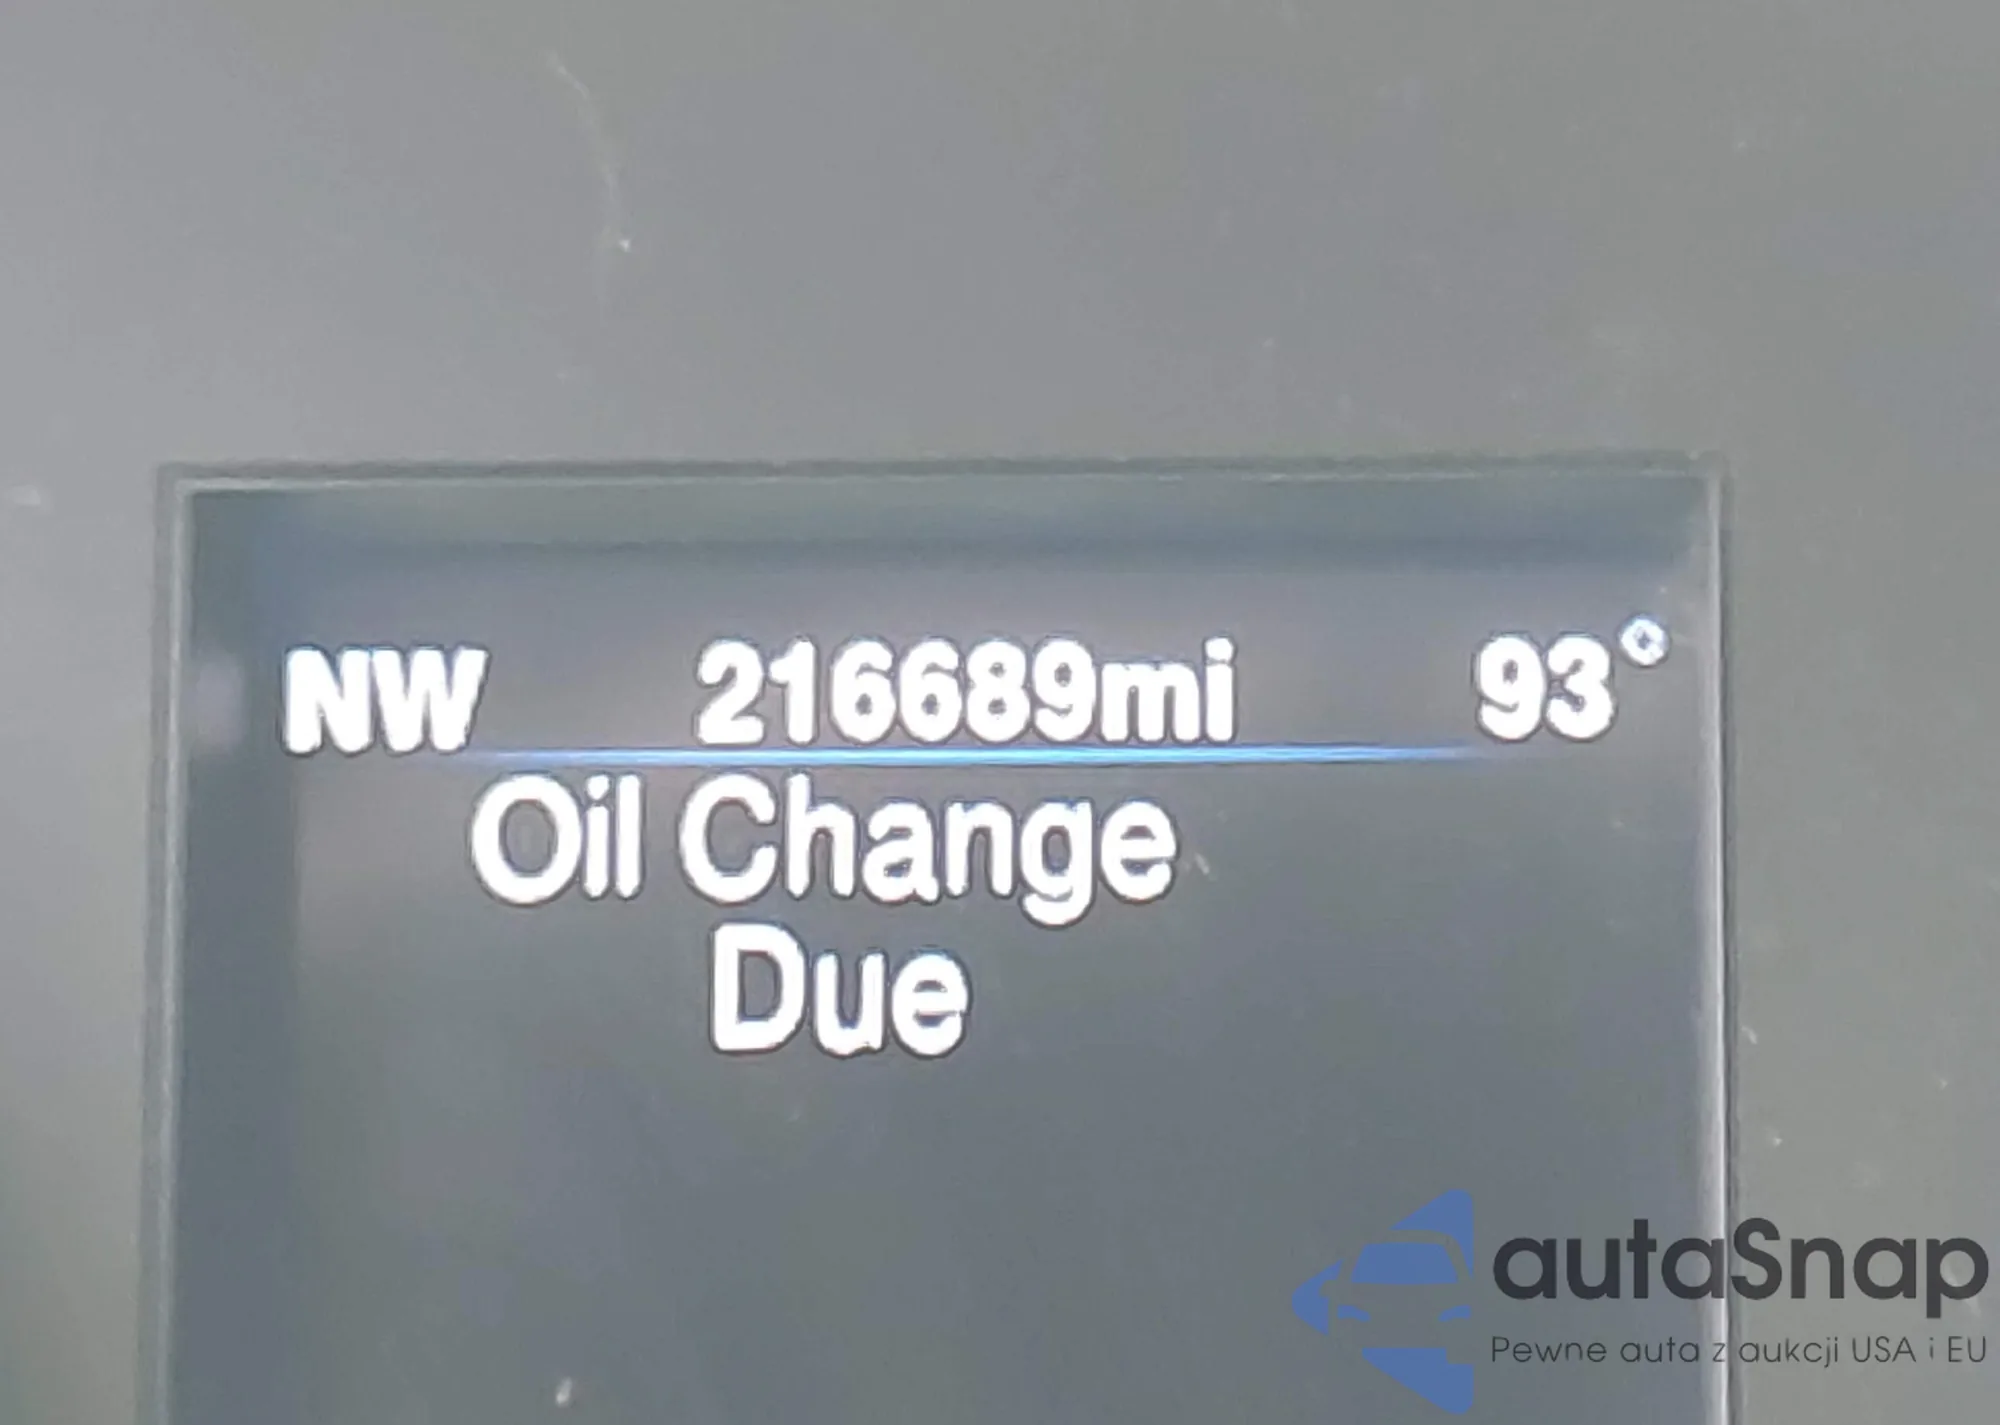 NW 216689mi 93°
Oil Change
Due
autaSnap
Pewne auta z aukcji USA i EU